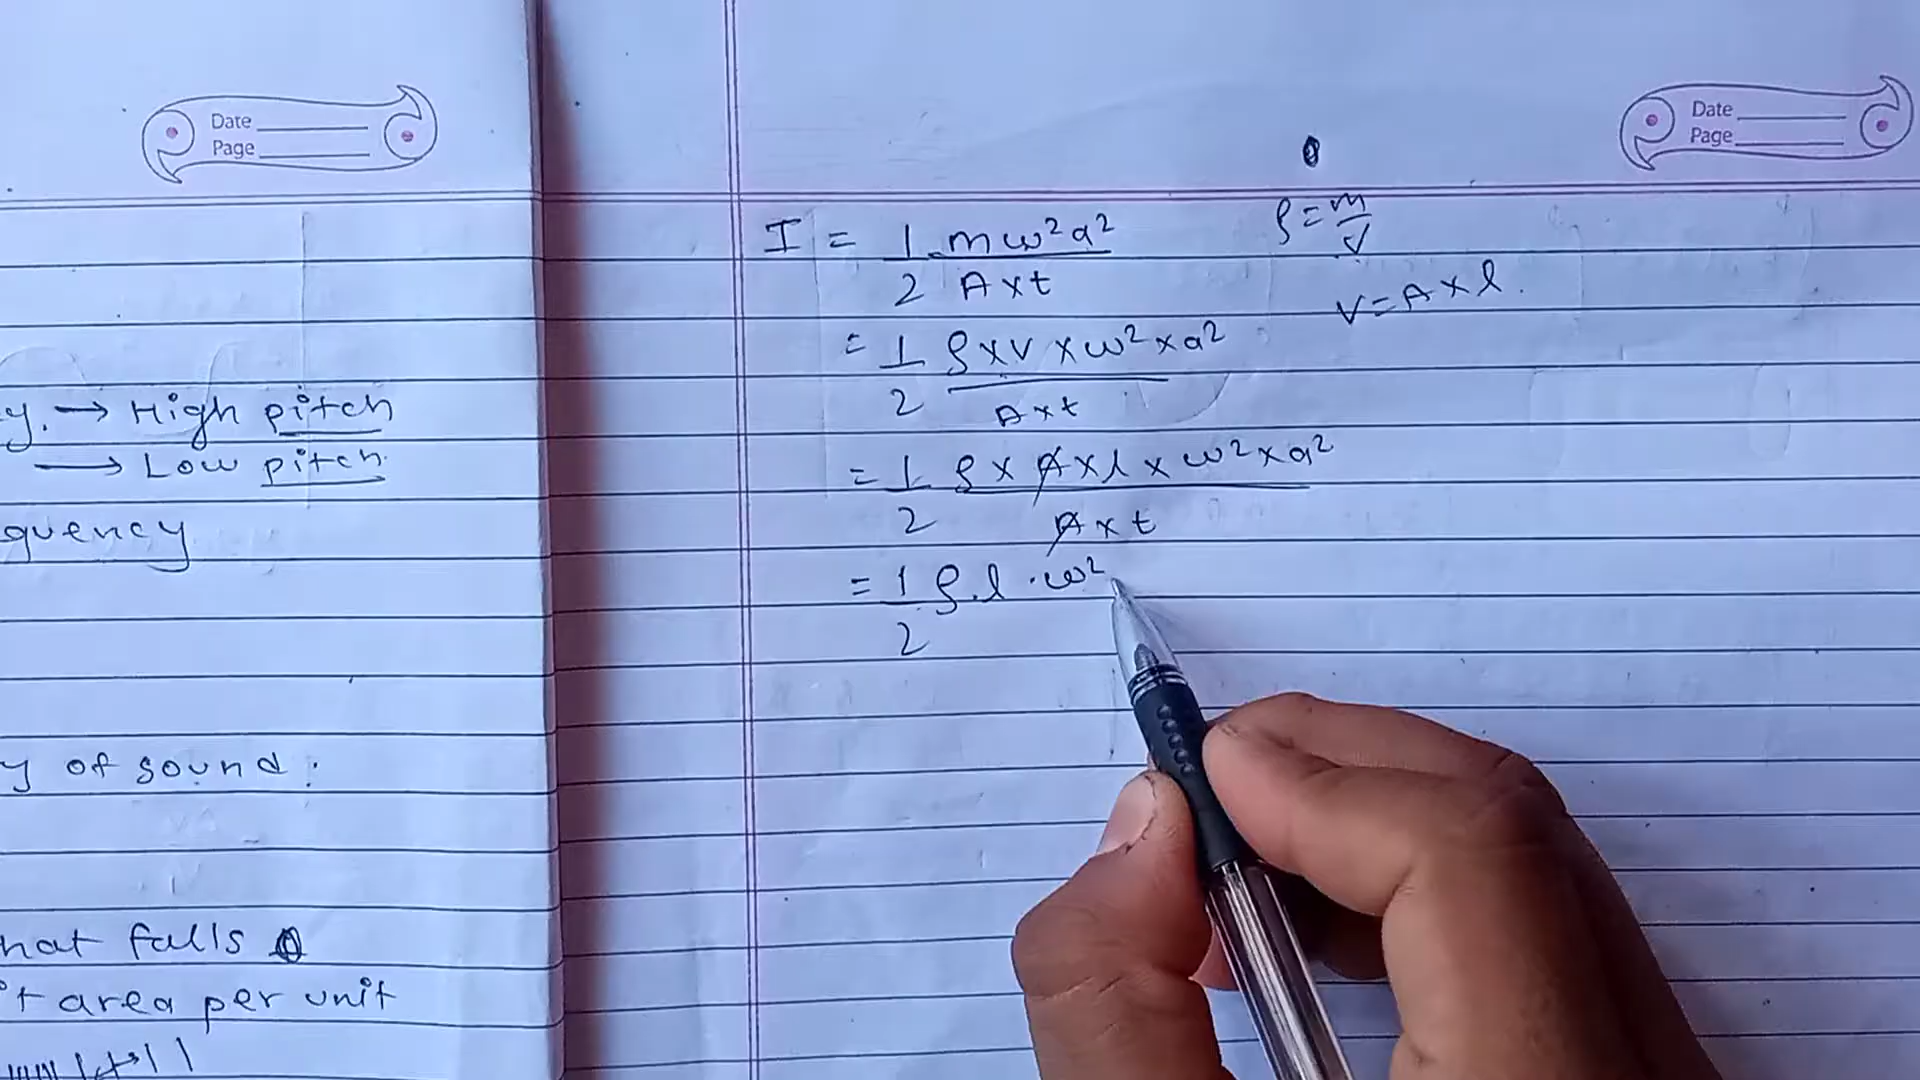 Date
Page
y. → High pitch
→ Low pitch.
quency
y of sound :
hat falls
it area per unit
Date
Page
ρ = m/V
V = A x l.
I = 1/2 mω²a² / A x t
= 1/2 ρ x V x ω² x a² / A x t
= 1/2 ρ x A x l x ω² x a² / A x t
= 1/2 ρ . l . ω²